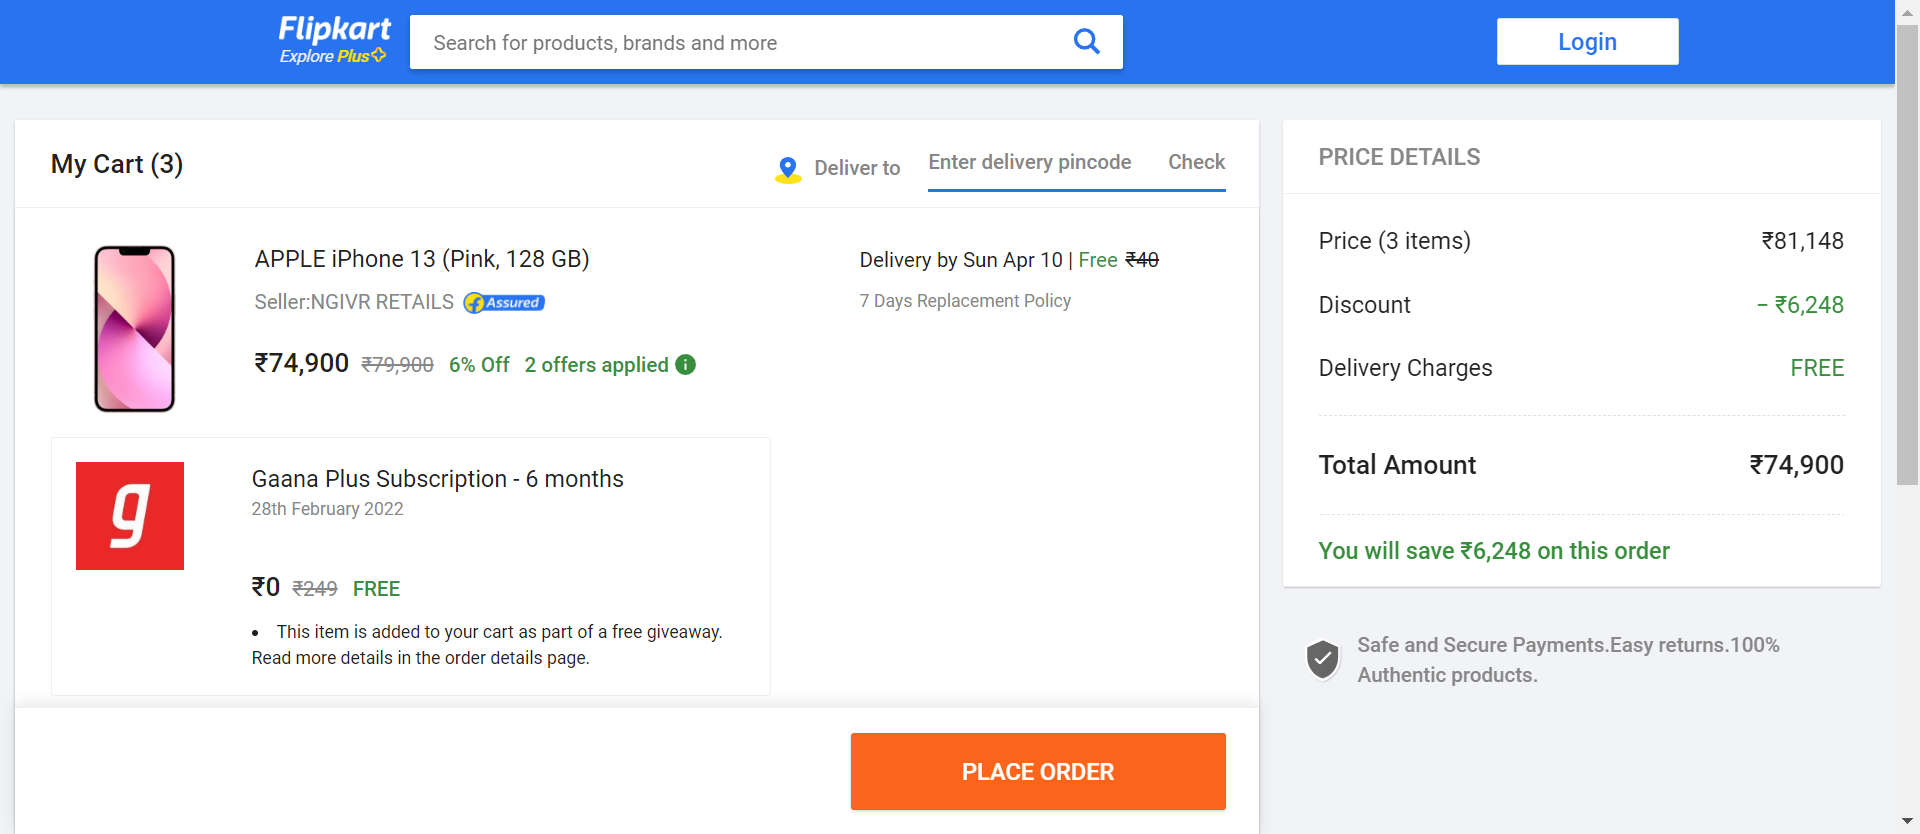 Flipkart
Explore Plus
Search for products, brands and more
Login
My Cart (3)
Deliver to
Enter delivery pincode
Check
APPLE iPhone 13 (Pink, 128 GB)
Seller:NGIVR RETAILS
Assured
₹74,900 ₹79,900 6% Off 2 offers applied
Delivery by Sun Apr 10 | Free ₹40
7 Days Replacement Policy
g
Gaana Plus Subscription - 6 months
28th February 2022
₹0 ₹249 FREE
• This item is added to your cart as part of a free giveaway.
Read more details in the order details page.
PLACE ORDER
PRICE DETAILS
Price (3 items) ₹81,148
Discount − ₹6,248
Delivery Charges FREE
Total Amount ₹74,900
You will save ₹6,248 on this order
Safe and Secure Payments.Easy returns.100%
Authentic products.